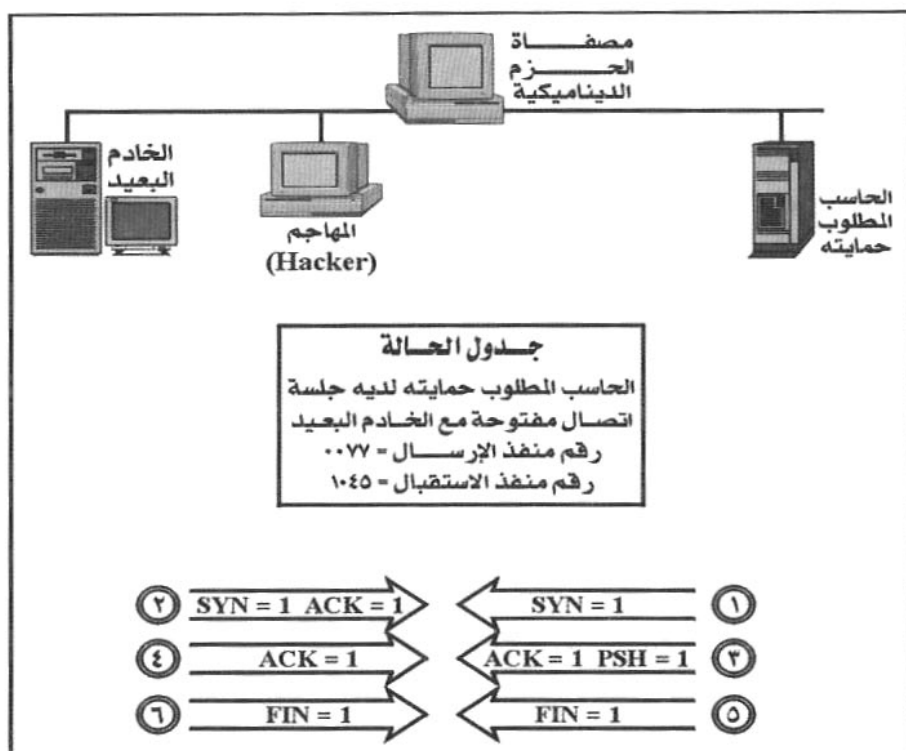 مصفاة
الحزم
الديناميكية
الخادم
البعيد
المهاجم
(Hacker)
الحاسب
المطلوب
حمايته
جدول الحالة
الحاسب المطلوب حمايته لديه جلسة
اتصال مفتوحة مع الخادم البعيد
رقم منفذ الإرسال = ٠٠٧٧
رقم منفذ الاستقبال = ١٠٤٥
١ SYN = 1
٢ SYN = 1 ACK = 1
٣ ACK = 1 PSH = 1
٤ ACK = 1
٥ FIN = 1
٦ FIN = 1